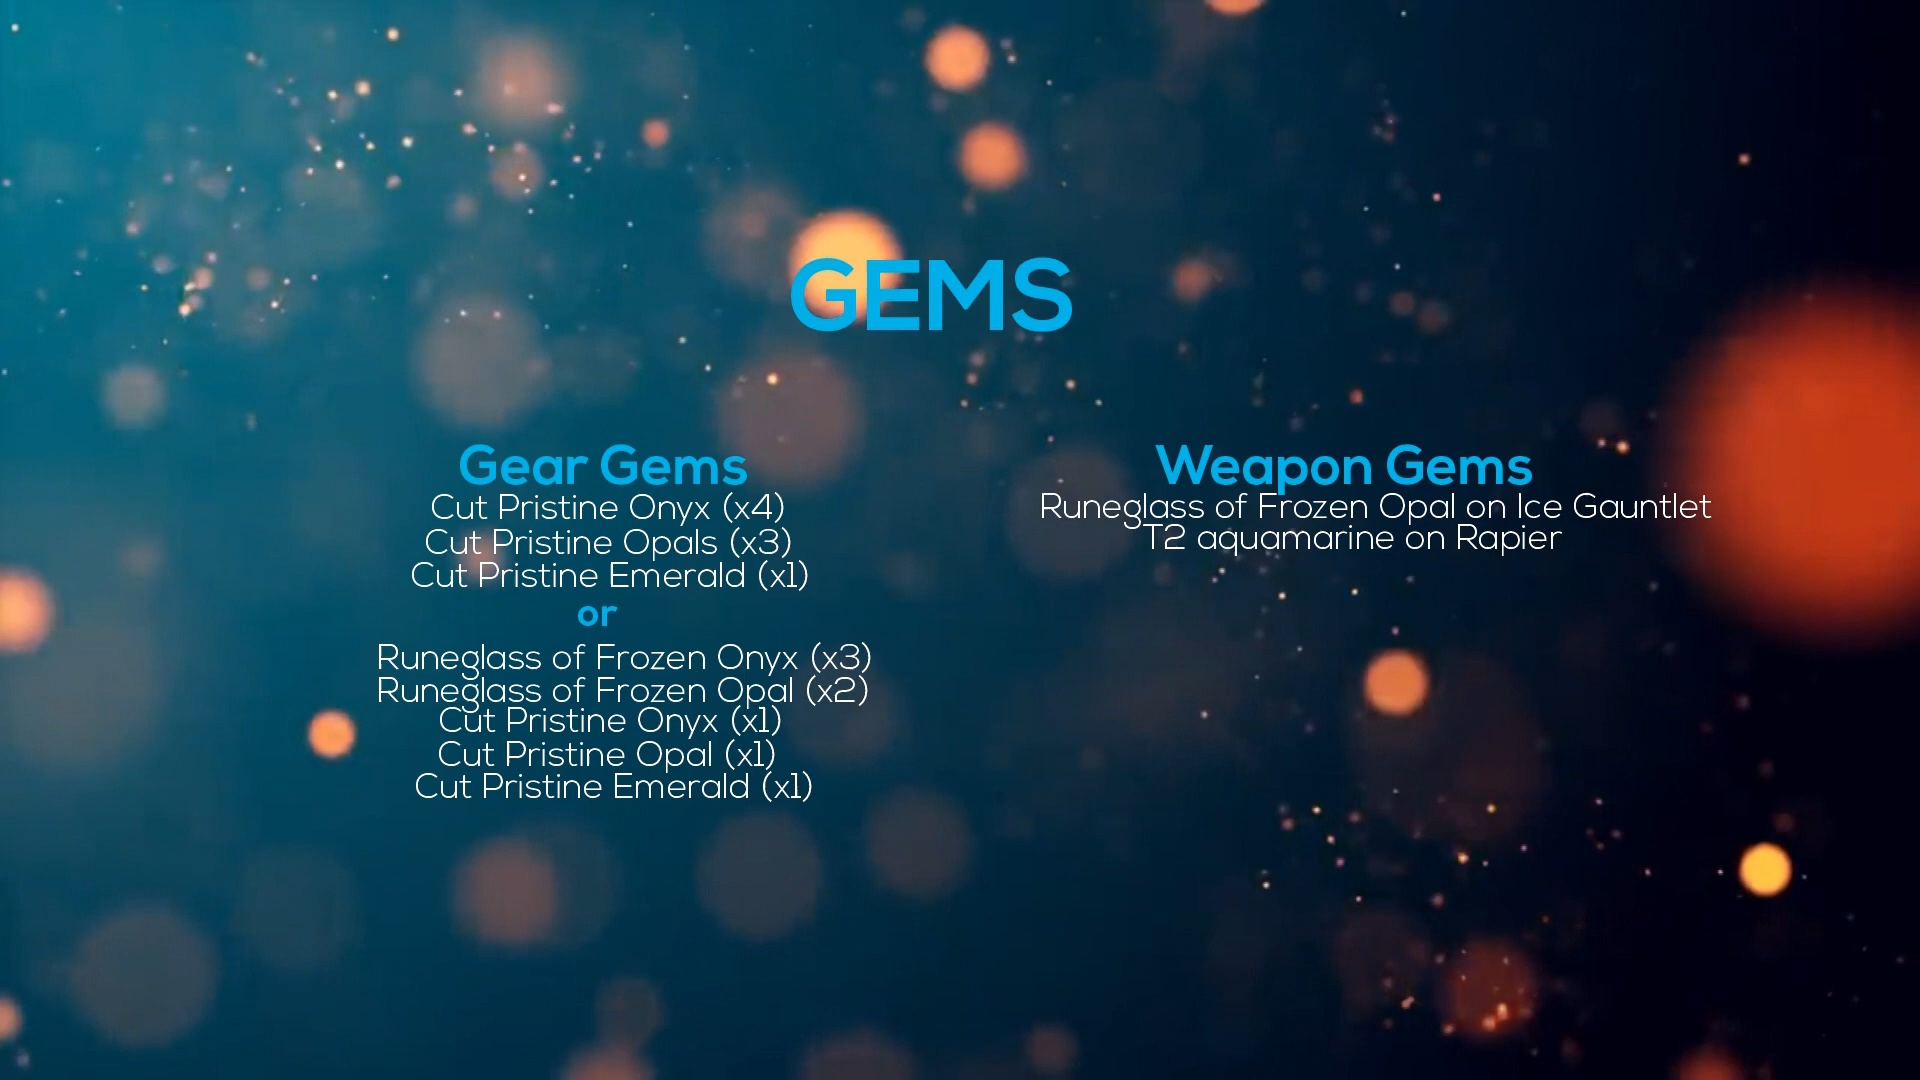 GEMS
Gear Gems
Cut Pristine Onyx (x4)
Cut Pristine Opals (x3)
Cut Pristine Emerald (x1)
or
Runeglass of Frozen Onyx (x3)
Runeglass of Frozen Opal (x2)
Cut Pristine Onyx (x1)
Cut Pristine Opal (x1)
Cut Pristine Emerald (x1)
Weapon Gems
Runeglass of Frozen Opal on Ice Gauntlet
T2 aquamarine on Rapier